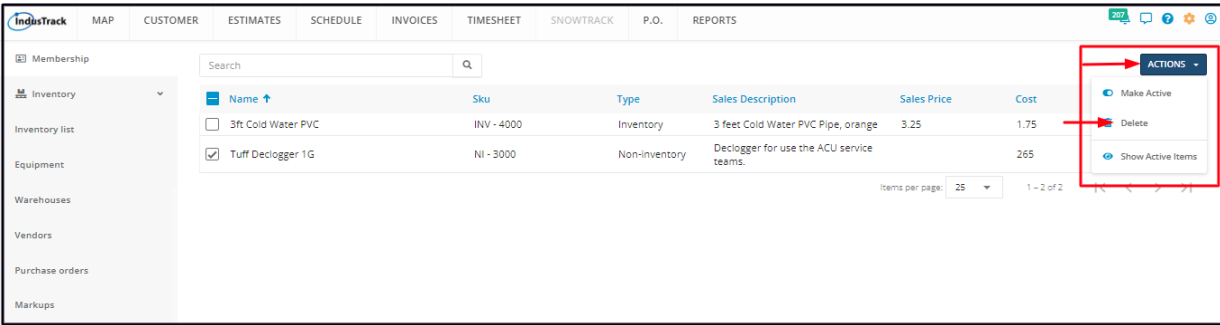 IndusTrack MAP CUSTOMER ESTIMATES SCHEDULE INVOICES TIMESHEET SNOWTRACK P.O. REPORTS 207
Membership
Search
ACTIONS
Inventory
Name Sku Type Sales Description Sales Price Cost
Make Active
3ft Cold Water PVC INV - 4000 Inventory 3 feet Cold Water PVC Pipe, orange 3.25 1.75
Delete
Inventory list
Tuff Declogger 1G NI - 3000 Non-inventory Declogger for use the ACU service
teams. 265
Show Active Items
Equipment
Items per page: 25 1 – 2 of 2
Warehouses
Vendors
Purchase orders
Markups